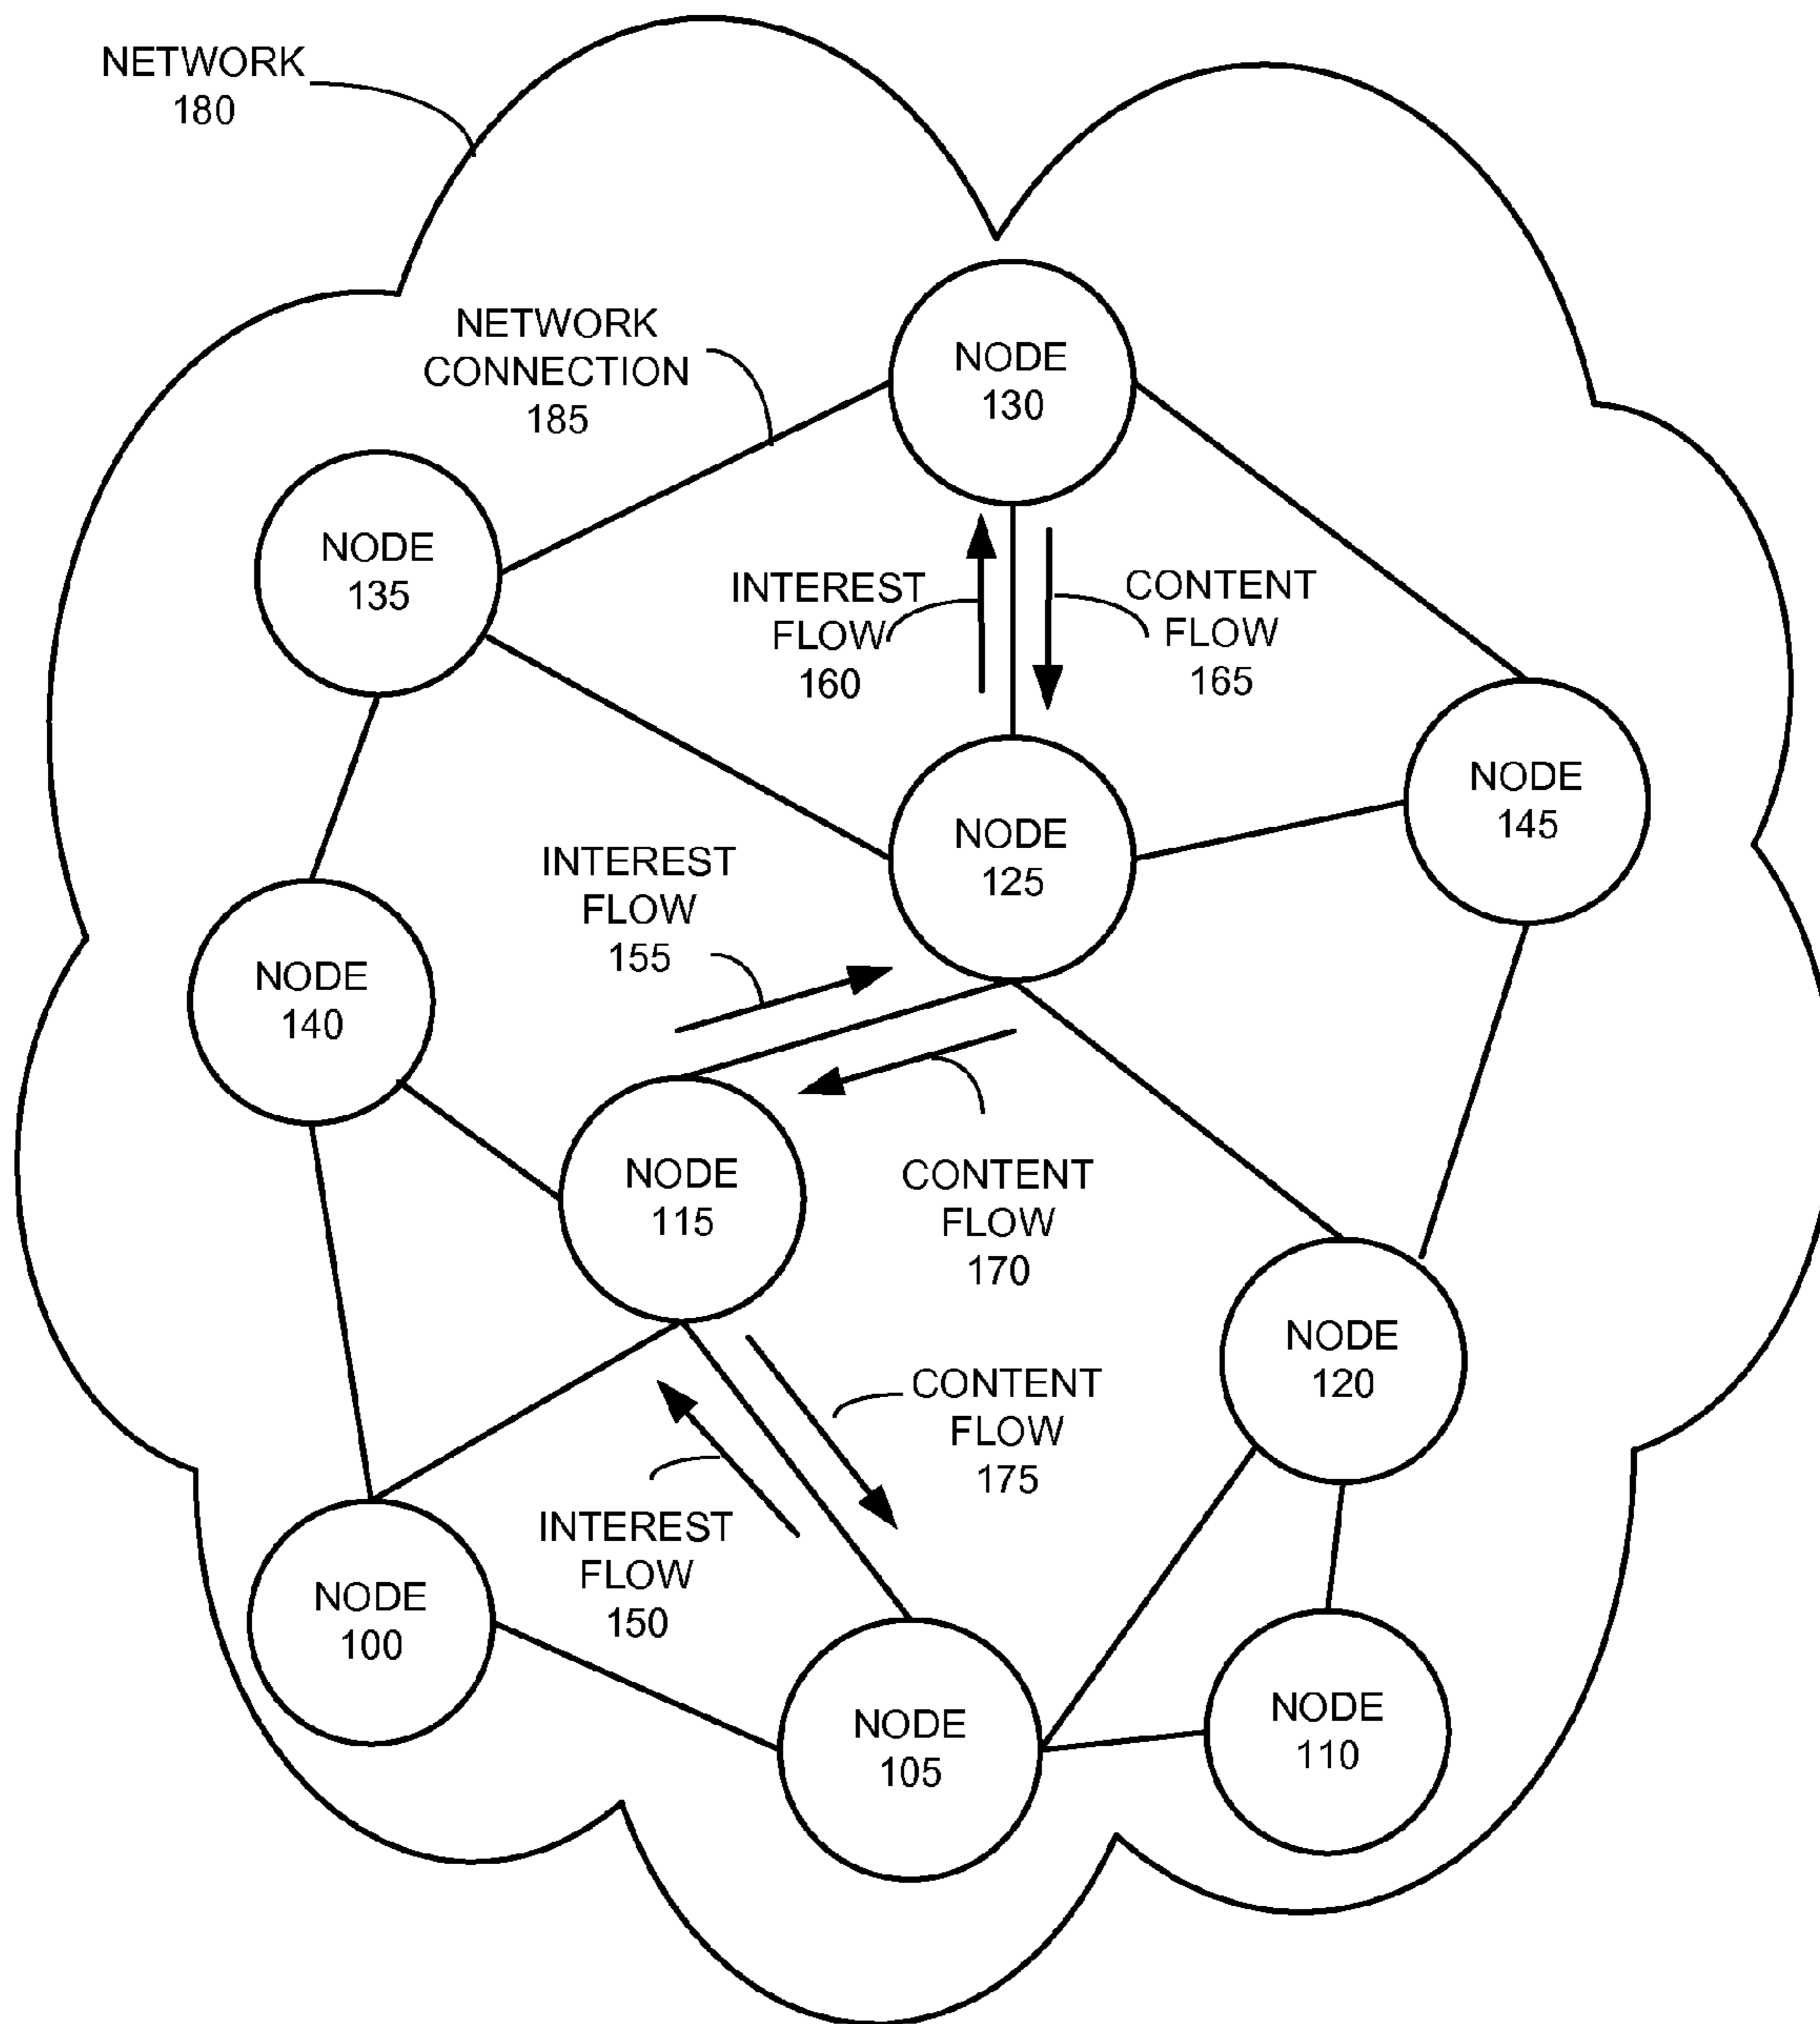 NETWORK
180
NETWORK
CONNECTION
185
NODE
130
NODE
135
INTEREST
FLOW
160
CONTENT
FLOW
165
NODE
145
NODE
125
INTEREST
FLOW
155
NODE
140
NODE
115
CONTENT
FLOW
170
NODE
120
CONTENT
FLOW
175
INTEREST
FLOW
150
NODE
100
NODE
105
NODE
110